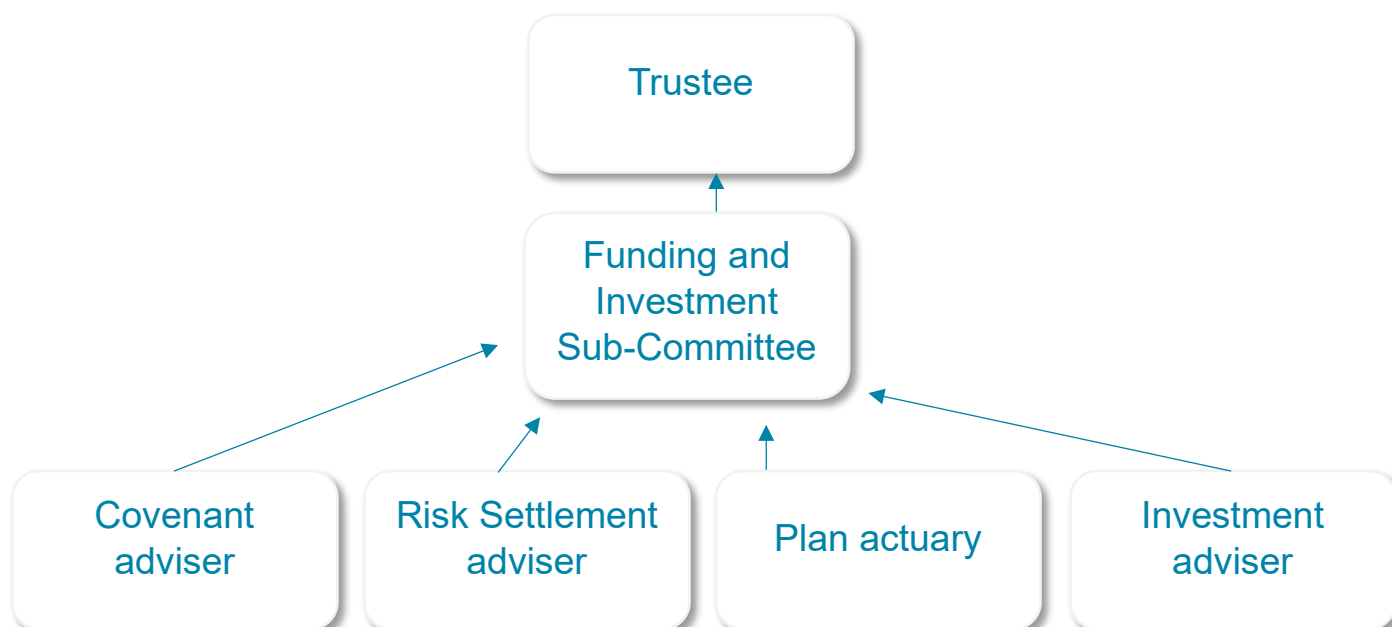 Trustee
Funding and
Investment
Sub-Committee
Covenant
adviser
Risk Settlement
adviser
Plan actuary
Investment
adviser